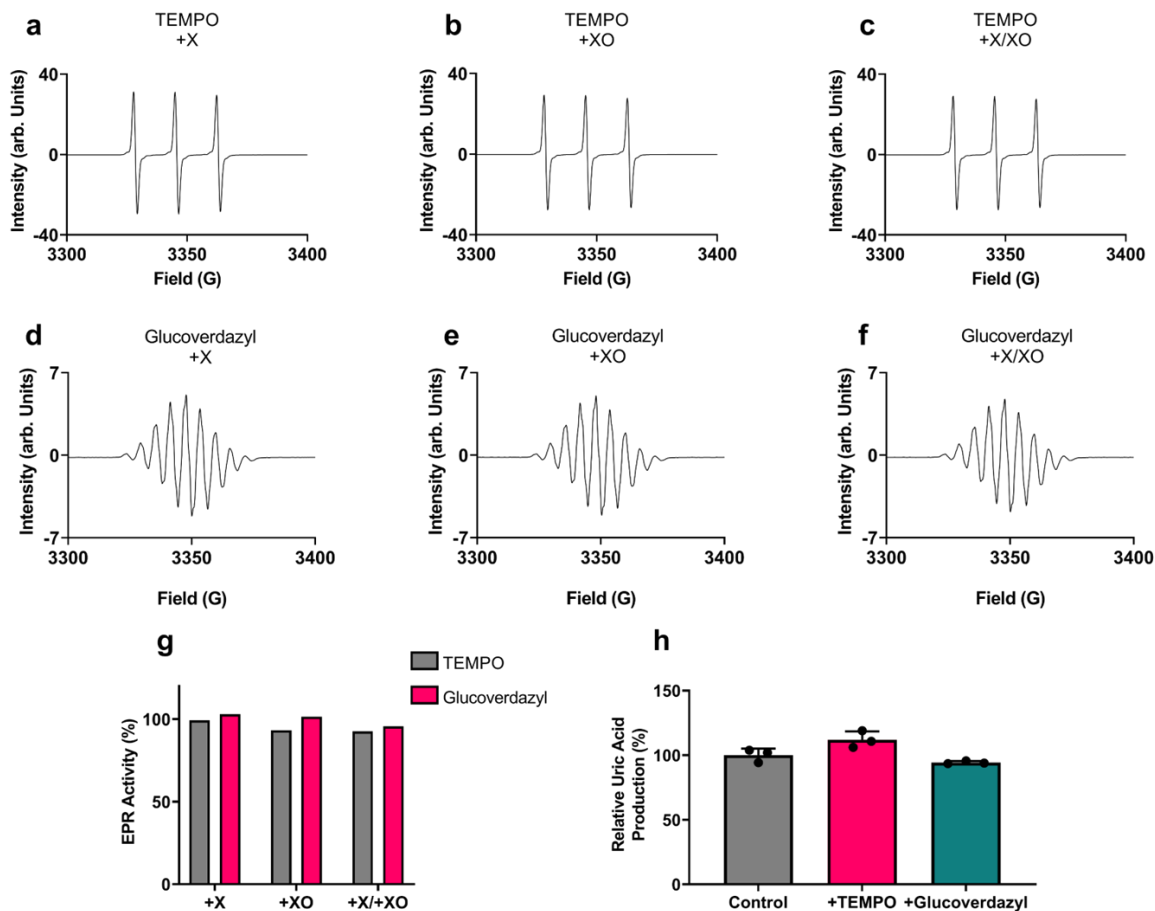 a
TEMPO
+X
Intensity (arb. Units)
40
0
-40
3300
3350
3400
Field (G)
b
TEMPO
+XO
Intensity (arb. Units)
40
0
-40
3300
3350
3400
Field (G)
c
TEMPO
+X/XO
Intensity (arb. Units)
40
0
-40
3300
3350
3400
Field (G)
d
Glucoverdazyl
+X
Intensity (arb. Units)
7
0
-7
3300
3350
3400
Field (G)
e
Glucoverdazyl
+XO
Intensity (arb. Units)
7
0
-7
3300
3350
3400
Field (G)
f
Glucoverdazyl
+X/XO
Intensity (arb. Units)
7
0
-7
3300
3350
3400
Field (G)
g
TEMPO
Glucoverdazyl
EPR Activity (%)
100
50
0
+X
+XO
+X/+XO
h
Relative Uric Acid
Production (%)
150
100
50
0
Control
+TEMPO
+Glucoverdazyl